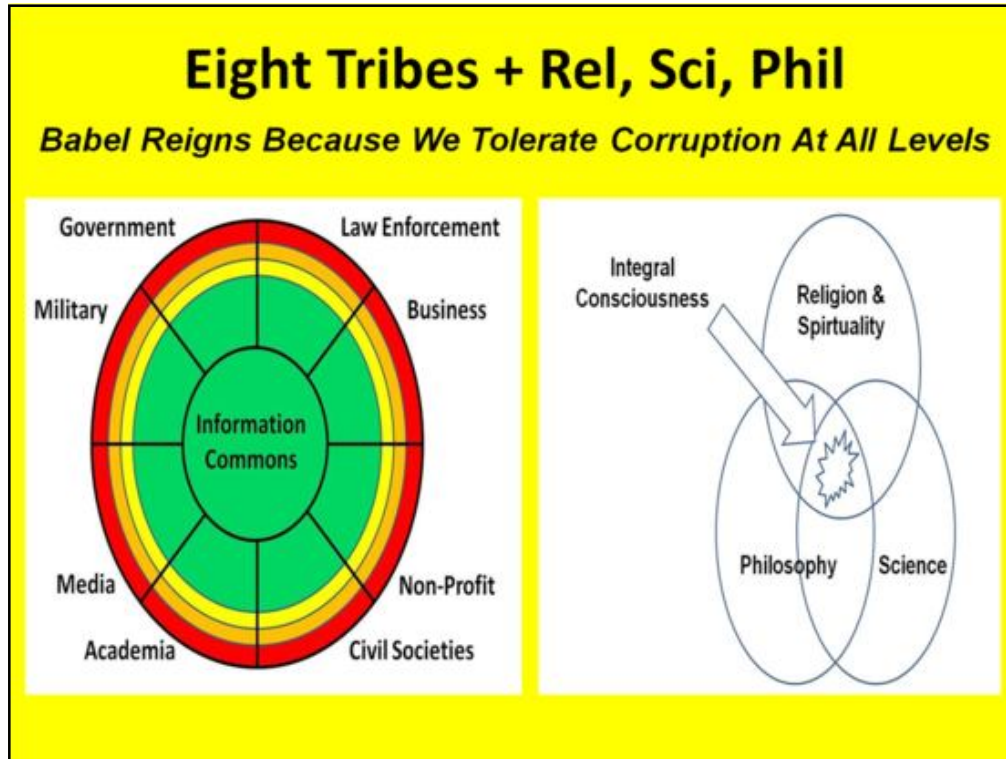 Eight Tribes + Rel, Sci, Phil
Babel Reigns Because We Tolerate Corruption At All Levels
Government
Law Enforcement
Military
Business
Information
Commons
Media
Non-Profit
Academia
Civil Societies
Integral
Consciousness
Religion &
Spirtuality
Philosophy
Science